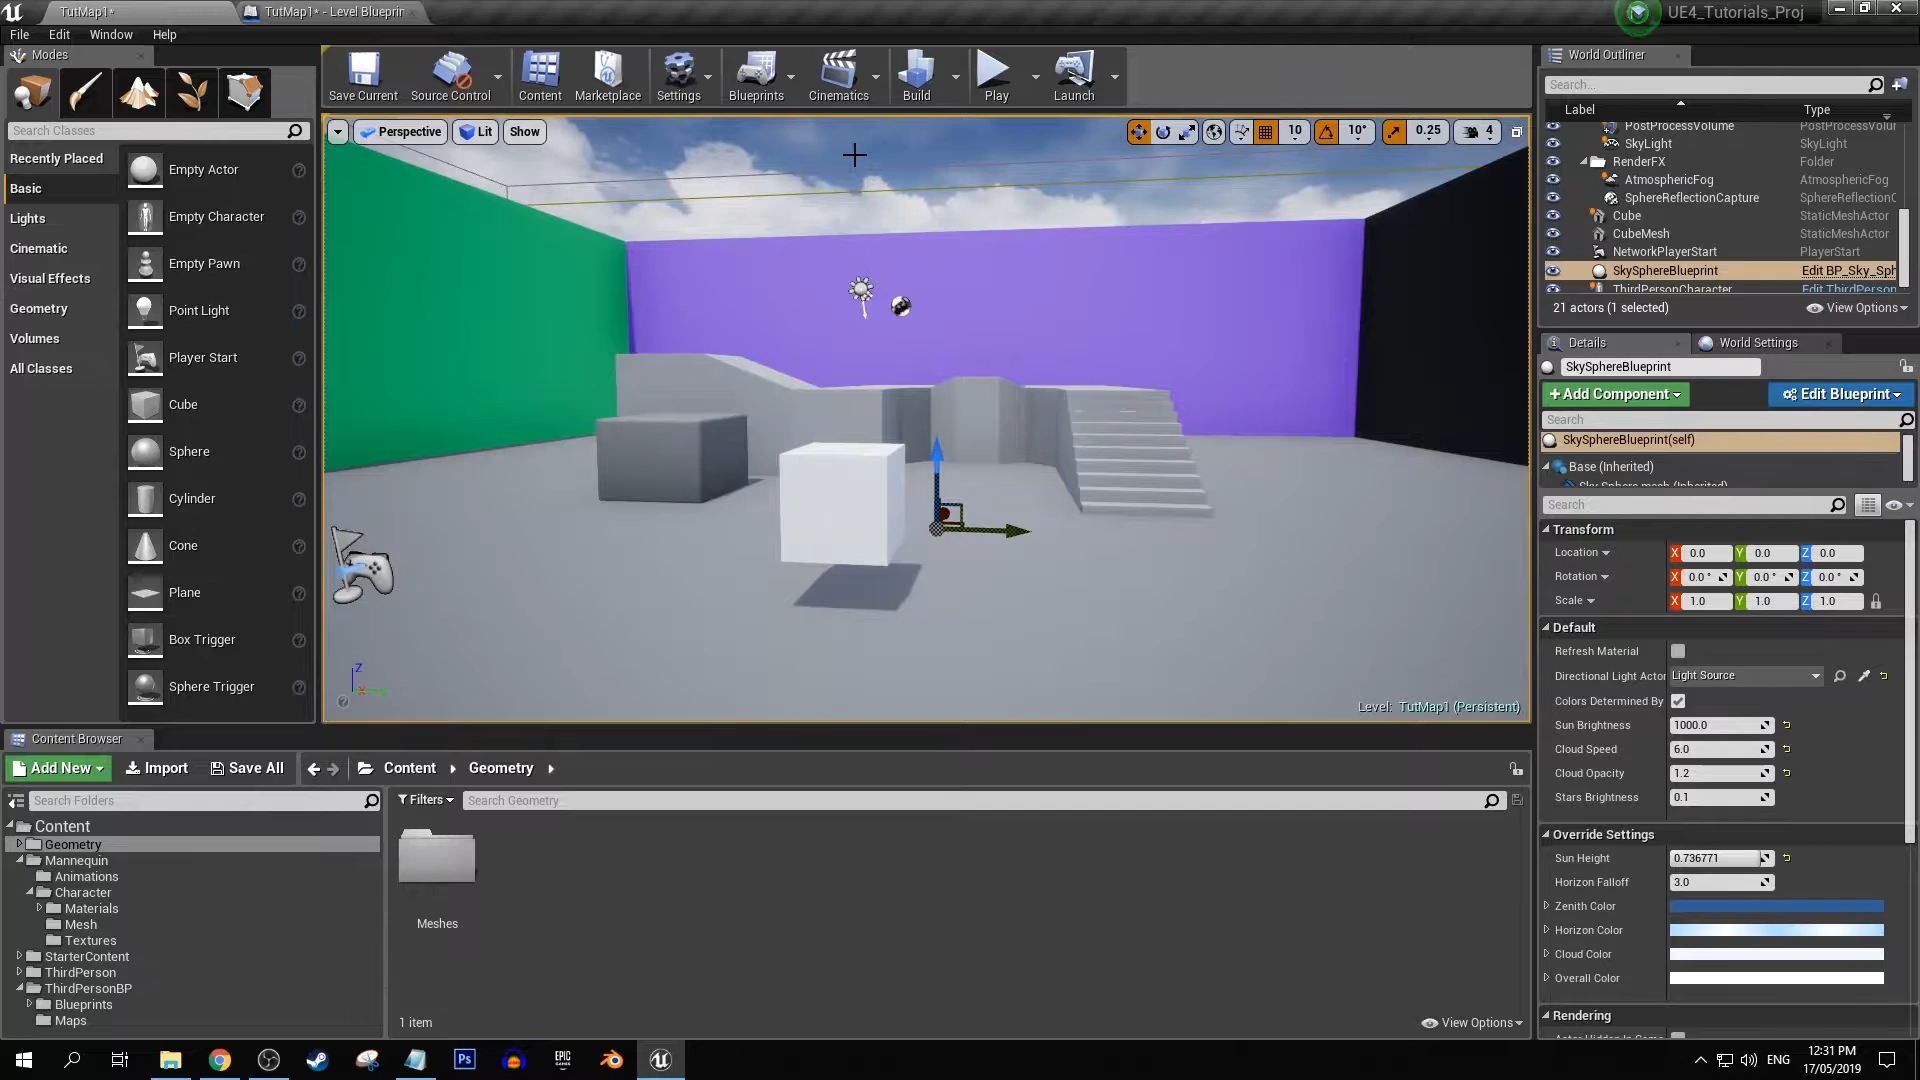 TutMap1*
TutMap1* - Level Blueprin
UE4_Tutorials_Proj
File Edit Window Help
Modes
Search Classes
Recently Placed
Basic
Lights
Cinematic
Visual Effects
Geometry
Volumes
All Classes
Empty Actor
Empty Character
Empty Pawn
Point Light
Player Start
Cube
Sphere
Cylinder
Cone
Plane
Box Trigger
Sphere Trigger
Save Current
Source Control
Content
Marketplace
Settings
Blueprints
Cinematics
Build
Play
Launch
Perspective
Lit
Show
10
10°
0.25
4
Z
Level: TutMap1 (Persistent)
World Outliner
Search...
Label Type
PostProcessVolume PostProcessVolu
SkyLight SkyLight
RenderFX Folder
AtmosphericFog AtmosphericFog
SphereReflectionCapture SphereReflectionC
Cube StaticMeshActor
CubeMesh StaticMeshActor
NetworkPlayerStart PlayerStart
SkySphereBlueprint Edit BP_Sky_Sph
ThirdPersonCharacter Edit ThirdPerson
21 actors (1 selected)
View Options
Details
World Settings
SkySphereBlueprint
+Add Component
Edit Blueprint
Search
SkySphereBlueprint(self)
Base (Inherited)
Sky Sphere mesh (Inherited)
Search
Transform
Location X 0.0 Y 0.0 Z 0.0
Rotation X 0.0° Y 0.0° Z 0.0°
Scale X 1.0 Y 1.0 Z 1.0
Default
Refresh Material
Directional Light Actor Light Source
Colors Determined By
Sun Brightness 1000.0
Cloud Speed 6.0
Cloud Opacity 1.2
Stars Brightness 0.1
Override Settings
Sun Height 0.736771
Horizon Falloff 3.0
Zenith Color
Horizon Color
Cloud Color
Overall Color
Rendering
Actor Hidden In Game
Content Browser
Add New
Import
Save All
Content
Geometry
Search Folders
Filters
Search Geometry
Content
Geometry
Mannequin
Animations
Character
Materials
Mesh
Textures
StarterContent
ThirdPerson
ThirdPersonBP
Blueprints
Maps
Meshes
1 item
View Options
Ps
EPIC GAMES
ENG
12:31 PM
17/05/2019